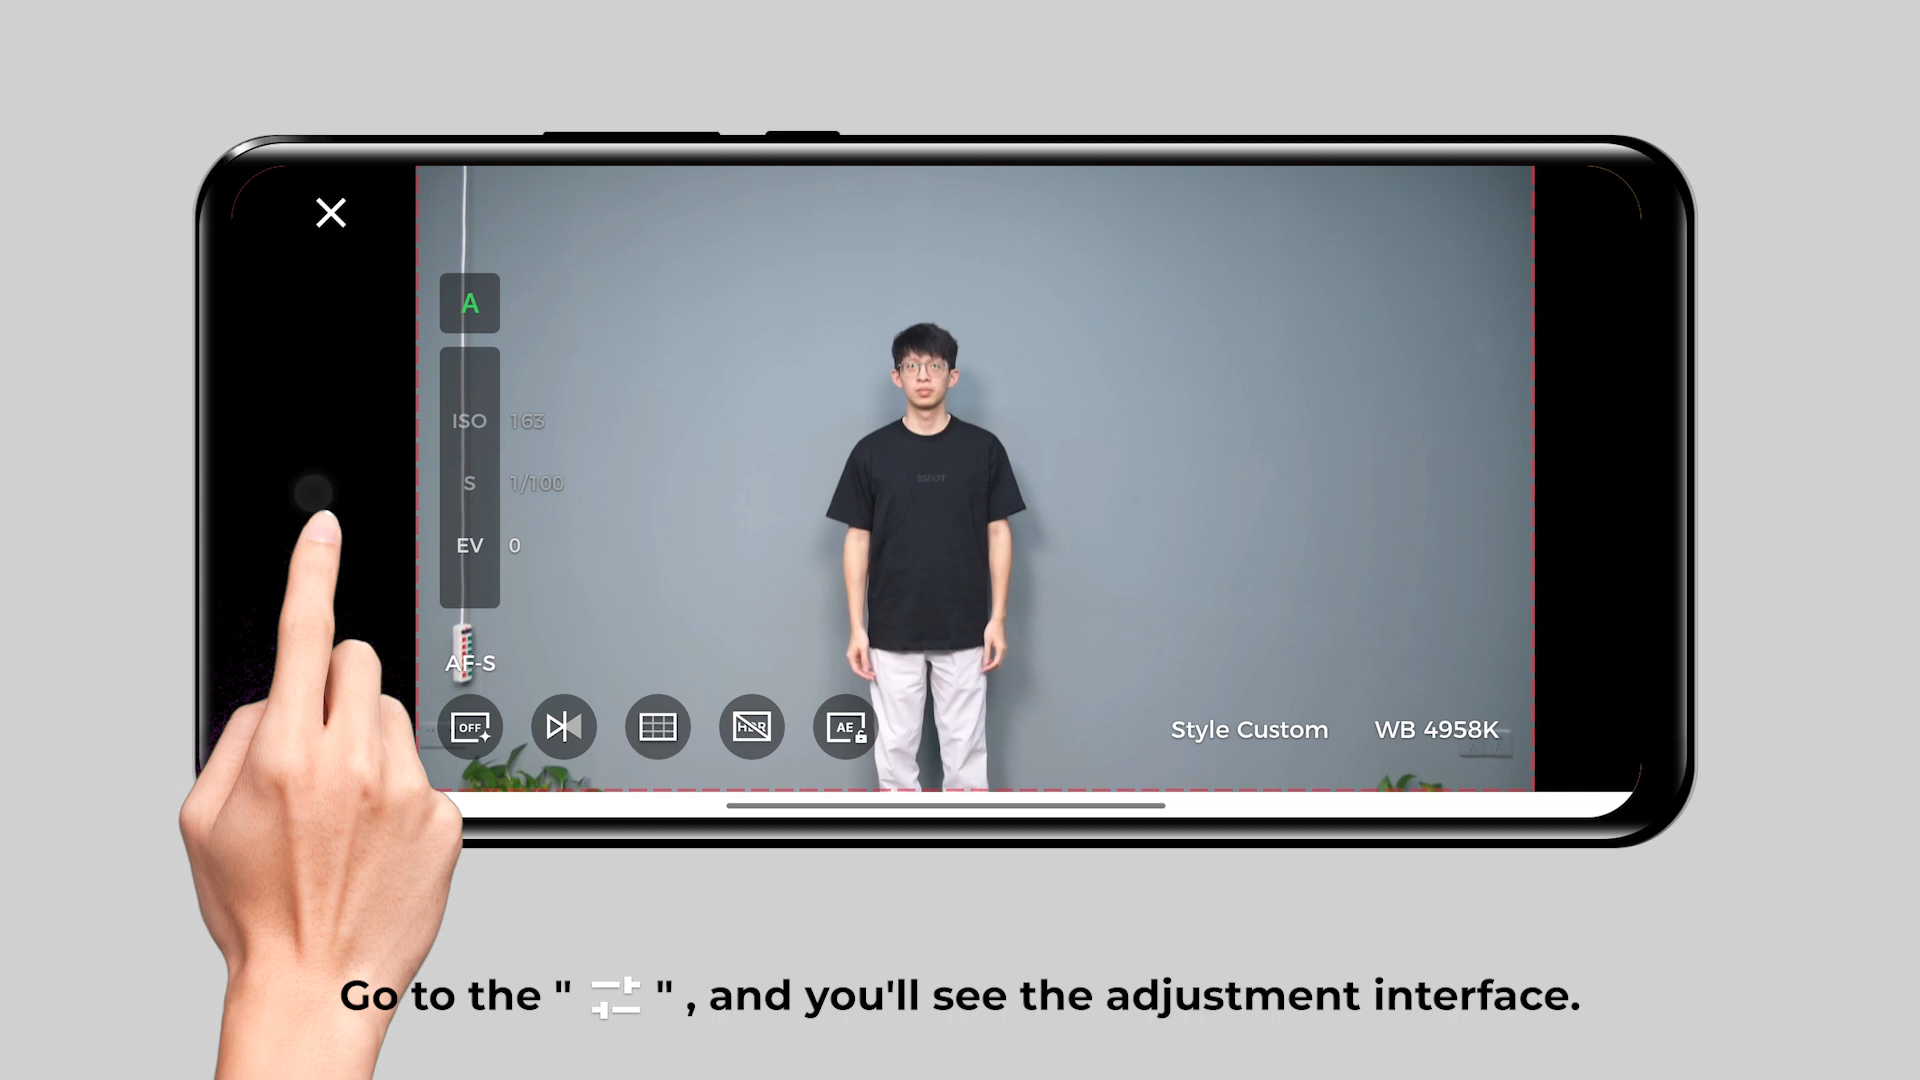 A
ISO 163
S 1/100
EV 0
AF-S
OFF
HDR
AE
Style Custom WB 4958K
Go to the " ", and you'll see the adjustment interface.